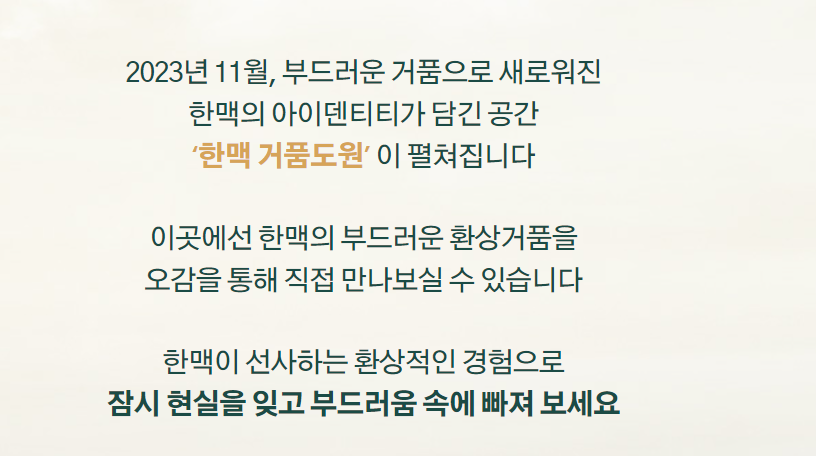 2023년 11월, 부드러운 거품으로 새로워진
한맥의 아이덴티티가 담긴 공간
‘한맥 거품도원’ 이 펼쳐집니다
이곳에선 한맥의 부드러운 환상거품을
오감을 통해 직접 만나보실 수 있습니다
한맥이 선사하는 환상적인 경험으로
잠시 현실을 잊고 부드러움 속에 빠져 보세요